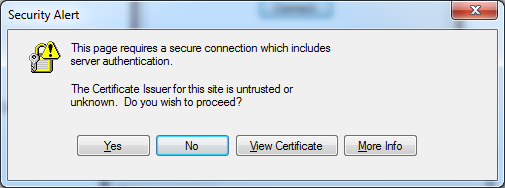 Security Alert
This page requires a secure connection which includes
server authentication.
The Certificate Issuer for this site is untrusted or
unknown.  Do you wish to proceed?
Yes No View Certificate More Info